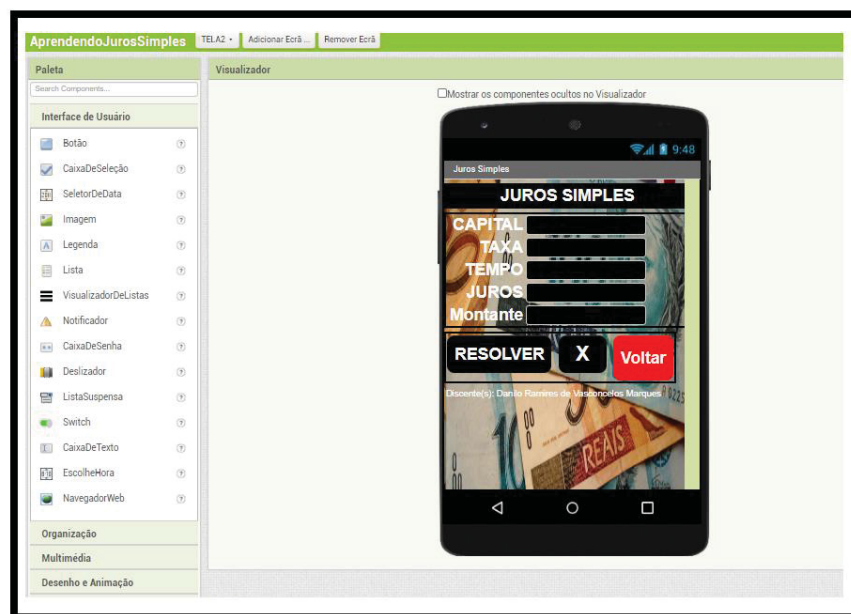 AprendendoJurosSimples TELA2 Adicionar Ecrã ... Remover Ecrã
Paleta
Search Components...
Interface de Usuário
Botão
CaixaDeSeleção
SeletorDeData
Imagem
Legenda
Lista
VisualizadorDeListas
Notificador
CaixaDeSenha
Deslizador
ListaSuspensa
Switch
CaixaDeTexto
EscolheHora
NavegadorWeb
Organização
Multimédia
Desenho e Animação
Visualizador
Mostrar os componentes ocultos no Visualizador
9:48
Juros Simples
JUROS SIMPLES
CAPITAL
TAXA
TEMPO
JUROS
Montante
RESOLVER X Voltar
Discente(s): Danilo Ramires de Vasconcelos Marques
REAIS